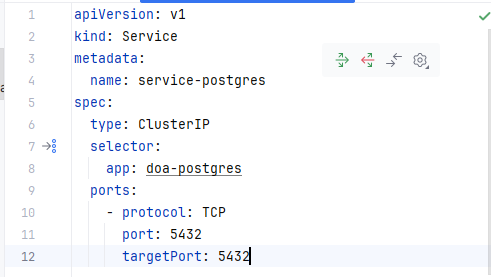 1 apiVersion: v1
2 kind: Service
3 metadata:
4   name: service-postgres
5 spec:
6   type: ClusterIP
7   selector:
8     app: doa-postgres
9   ports:
10     - protocol: TCP
11       port: 5432
12       targetPort: 5432